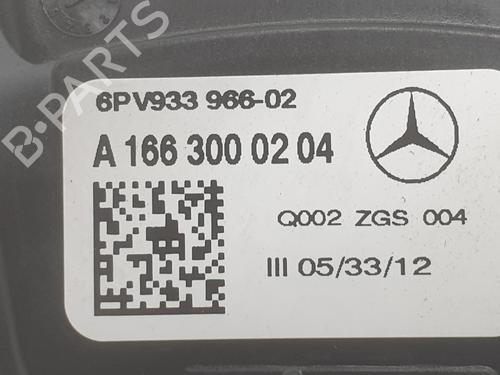 B-PARTS
6PV933 966-02
A 166 300 02 04
Q002 ZGS 004
III 05/33/12